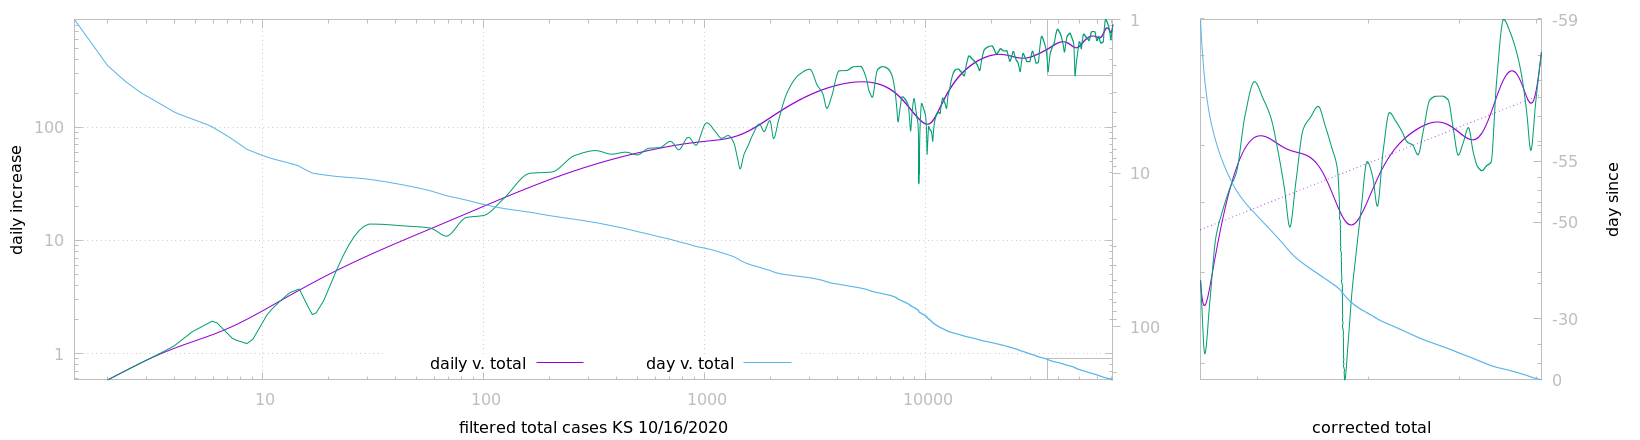 daily increase
100
10
1
10
100
1000
10000
filtered total cases KS 10/16/2020
daily v. total
day v. total
1
10
100
-59
-55
-50
-30
0
day since
corrected total